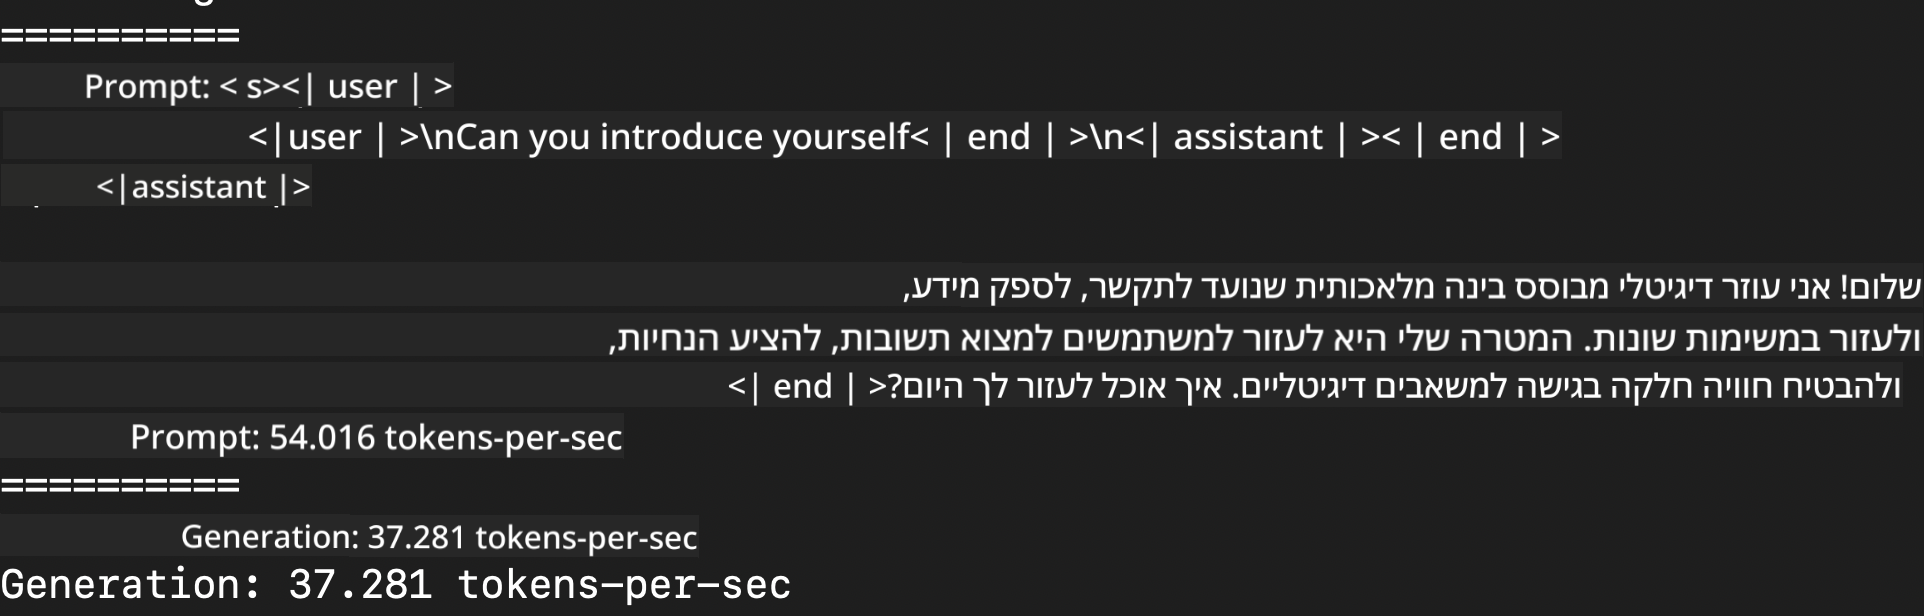 ==========
Prompt: < s><| user | >
<|user | >\nCan you introduce yourself< | end | >\n<| assistant | >< | end | >
<|assistant |>
שלום! אני עוזר דיגיטלי מבוסס בינה מלאכותית שנועד לתקשר, לספק מידע,
ולעזור במשימות שונות. המטרה שלי היא לעזור למשתמשים למצוא תשובות, להציע הנחיות,
ולהבטיח חוויה חלקה בגישה למשאבים דיגיטליים. איך אוכל לעזור לך היום?< | end |>
Prompt: 54.016 tokens-per-sec
==========
Generation: 37.281 tokens-per-sec
Generation: 37.281 tokens-per-sec